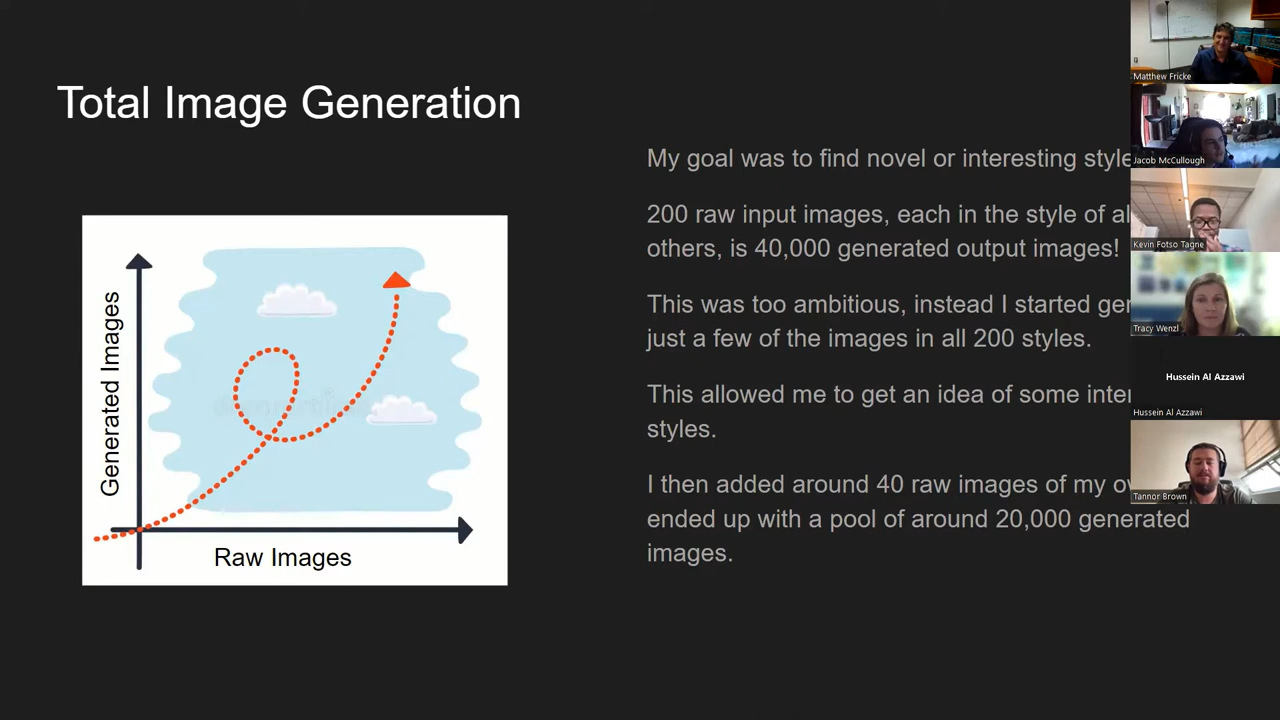 Total Image Generation
My goal was to find novel or interesting style
200 raw input images, each in the style of al
others, is 40,000 generated output images!
This was too ambitious, instead I started ge
just a few of the images in all 200 styles.
This allowed me to get an idea of some inte
styles.
I then added around 40 raw images of my o
ended up with a pool of around 20,000 generated
images.
Generated Images
Raw Images
Matthew Fricke
Jacob McCullough
Kevin Fotso Tagne
Tracy Wenzl
Hussein Al Azzawi
Hussein Al Azzawi
Tannor Brown